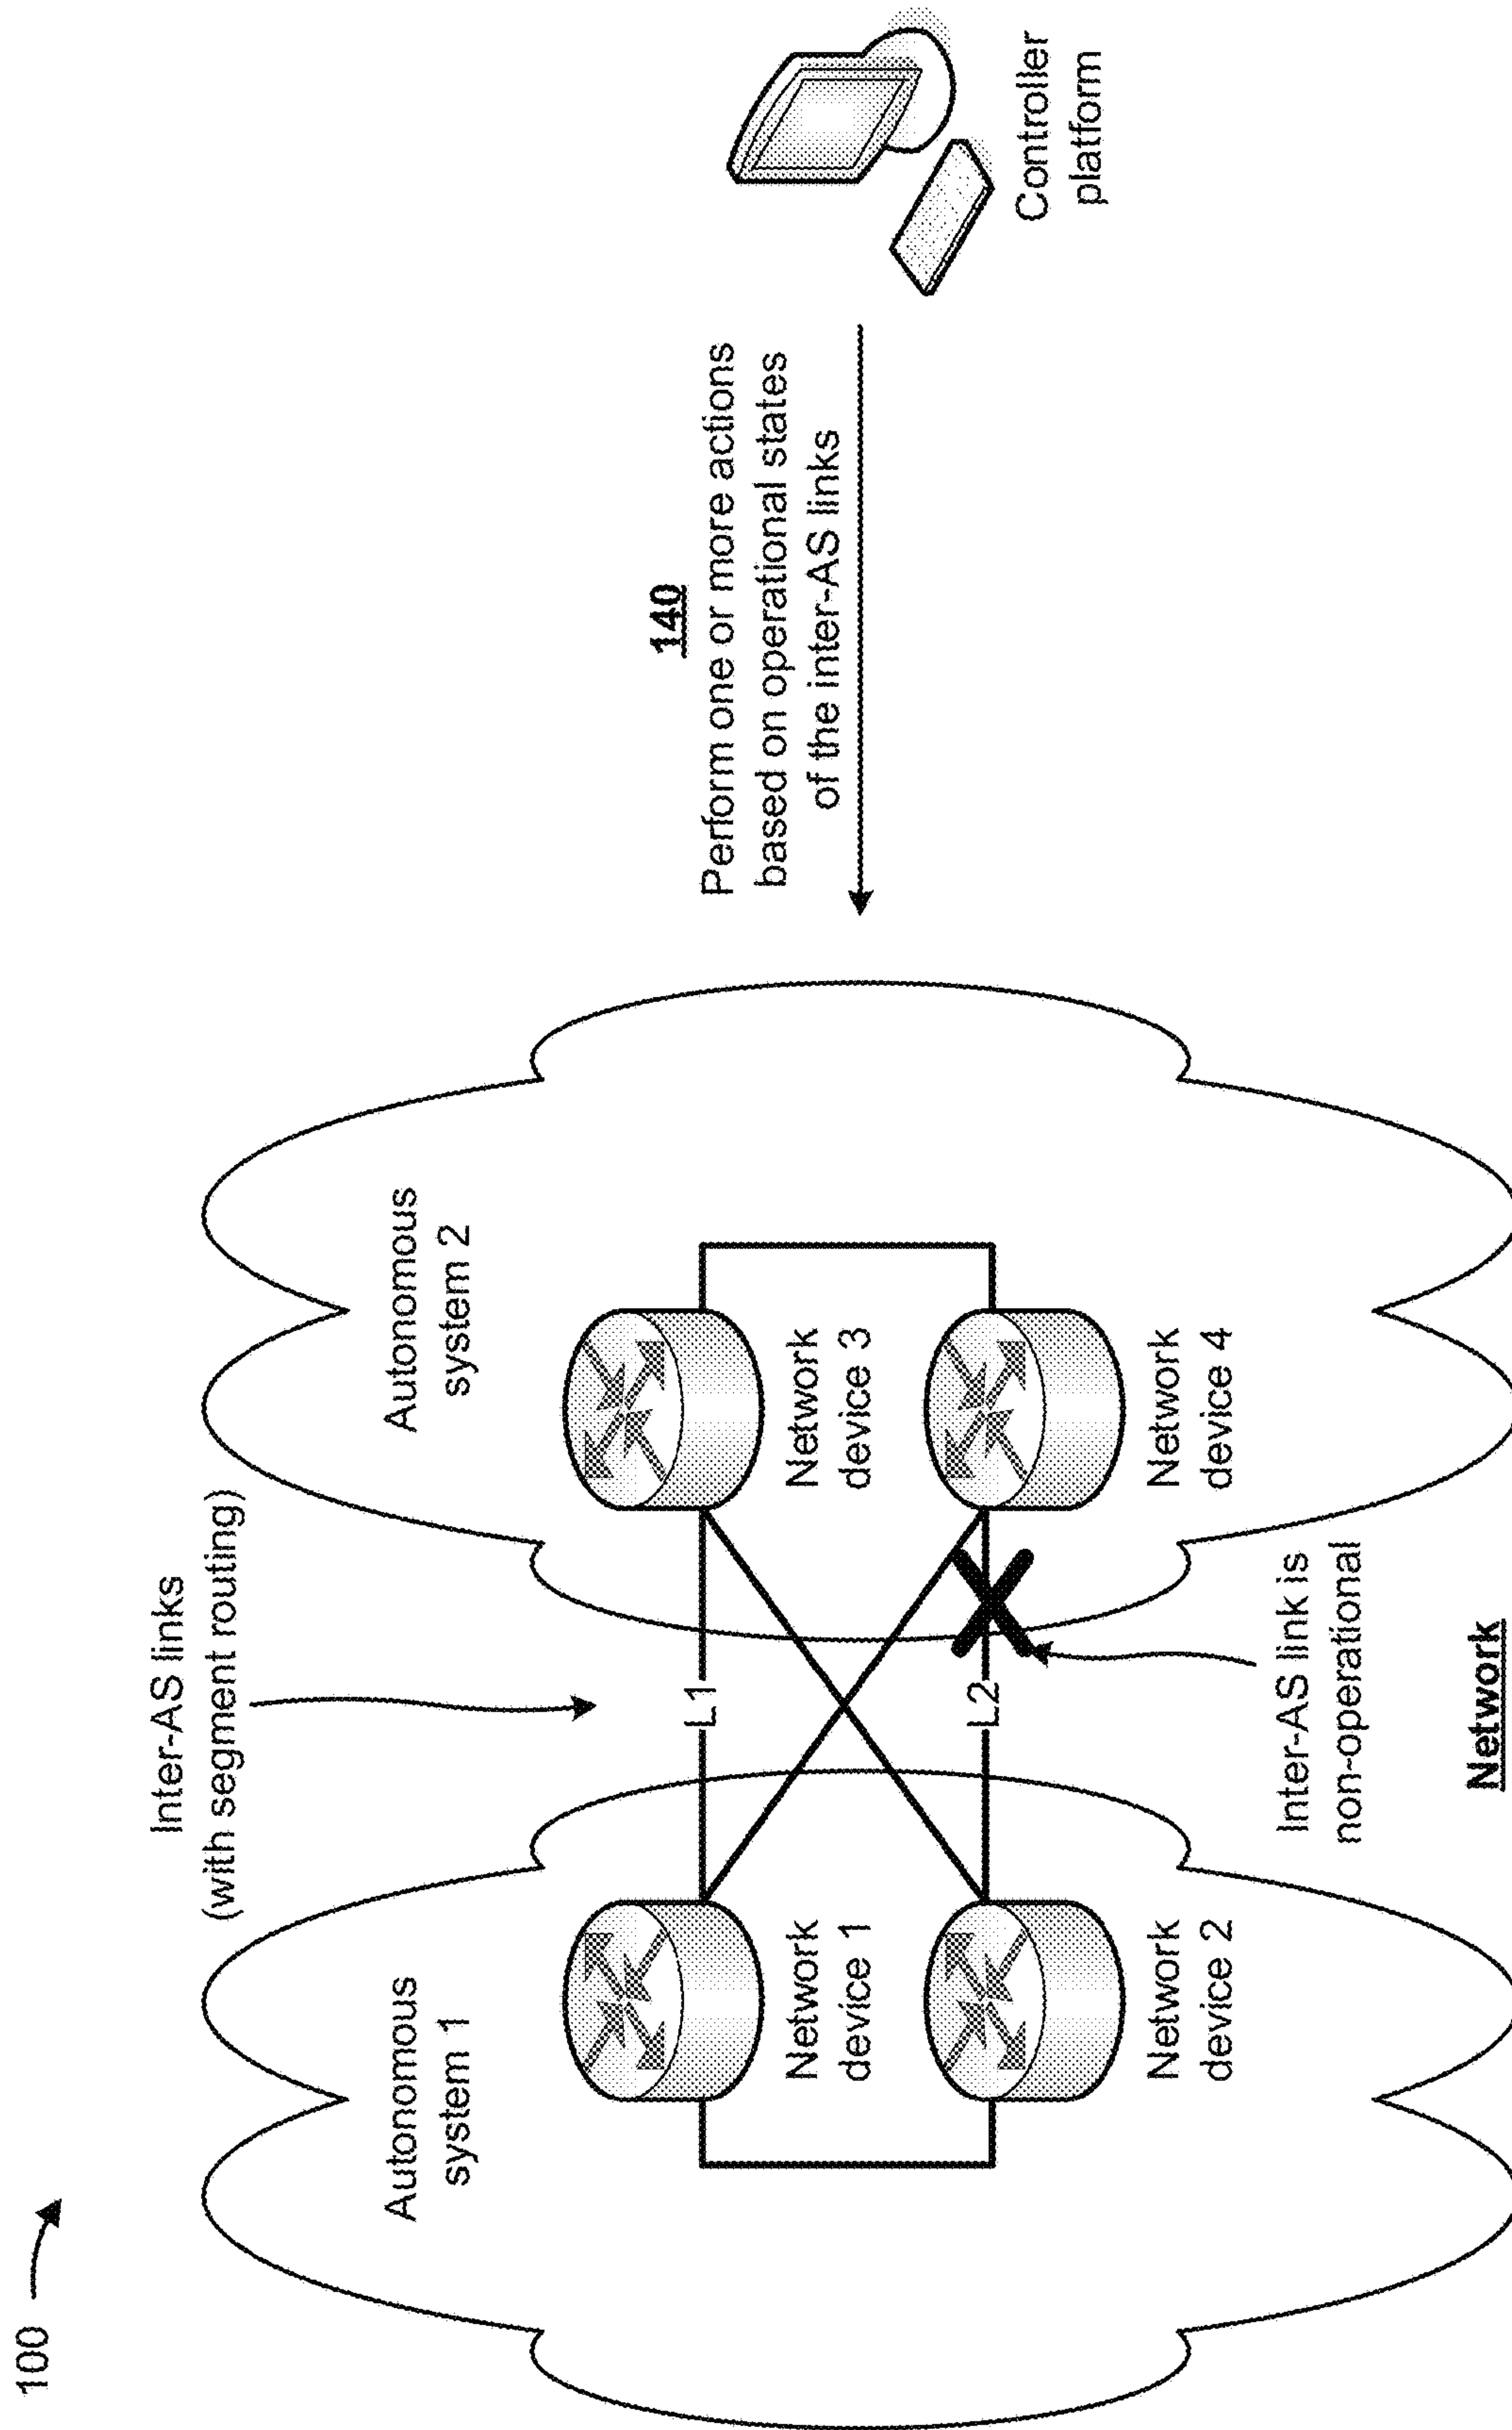 100
Inter-AS links
(with segment routing)
Autonomous
system 1
Autonomous
system 2
140
Perform one or more actions
based on operational states
of the inter-AS links
L1
Network
device 1
Network
device 3
L2
Network
device 2
Network
device 4
Controller
platform
Inter-AS link is
non-operational
Network